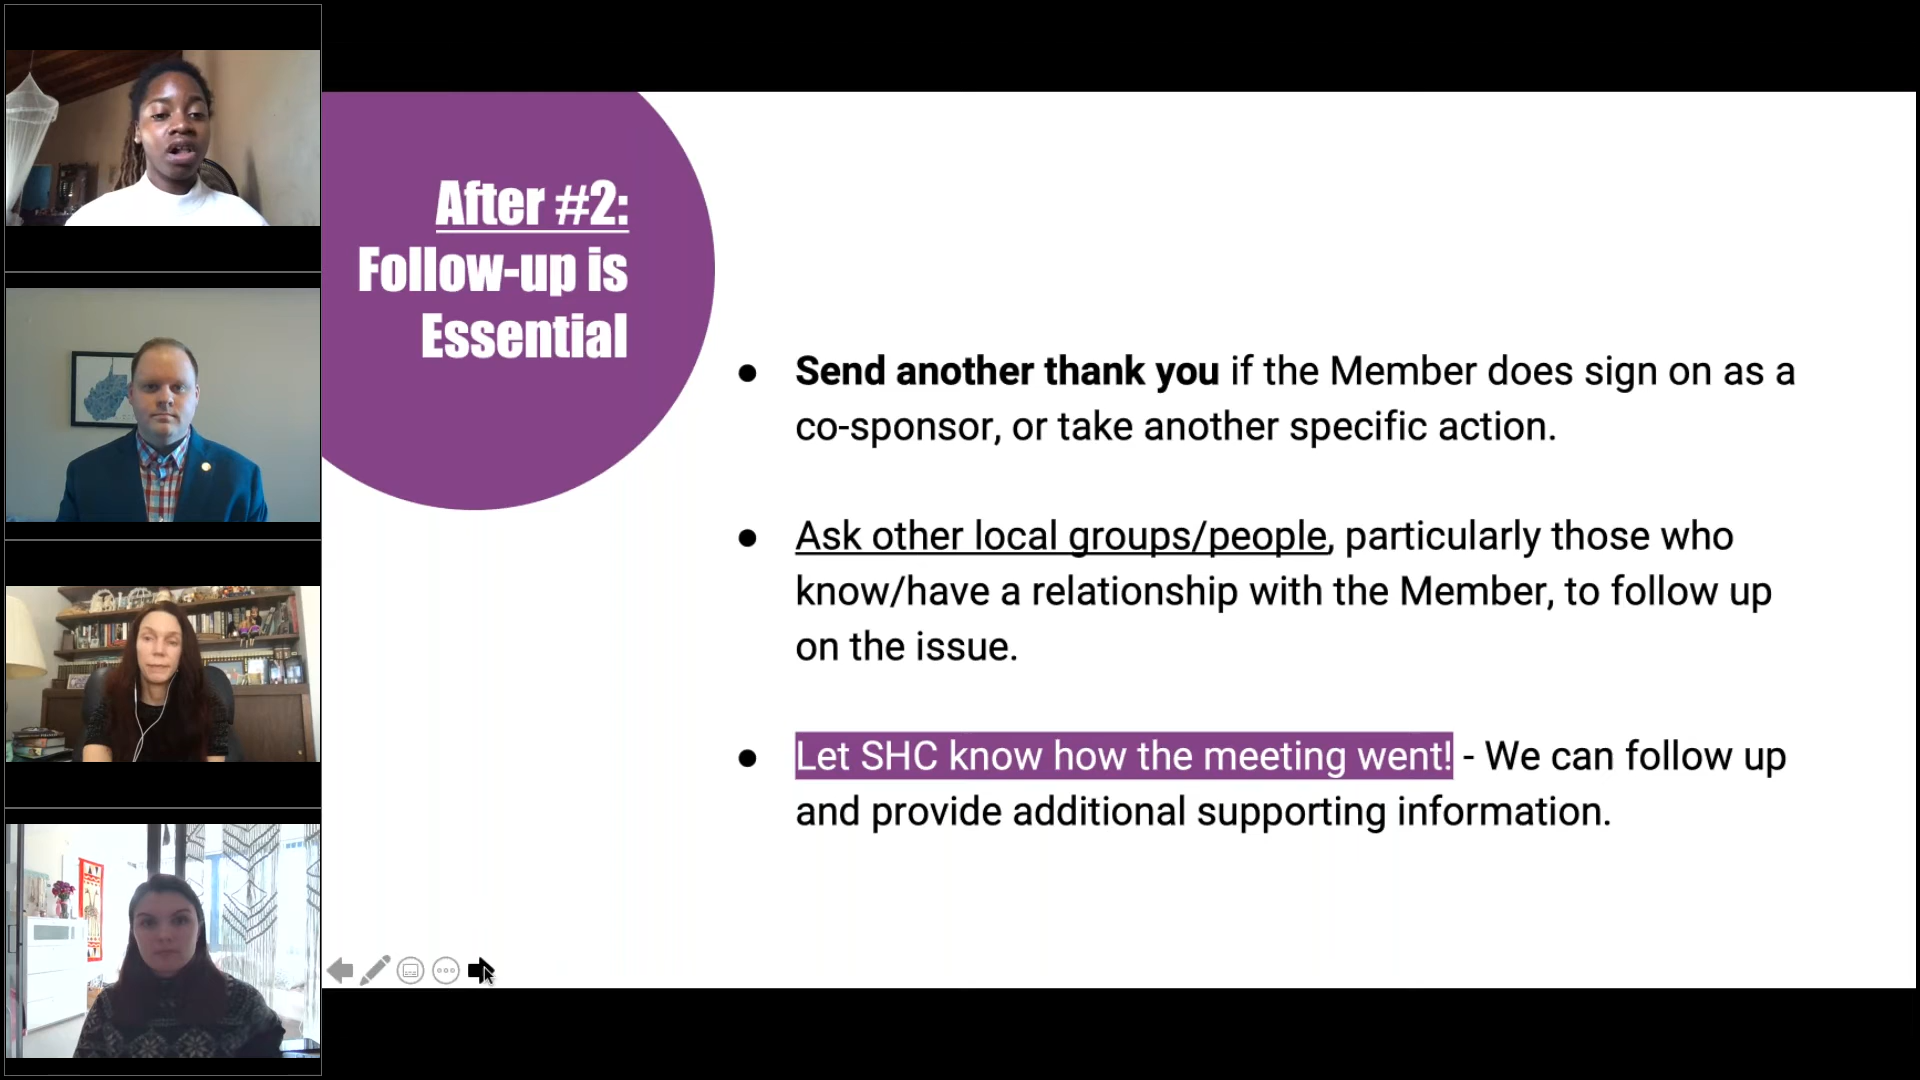 After #2:
Follow-up is
Essential
● Send another thank you if the Member does sign on as a
co-sponsor, or take another specific action.
● Ask other local groups/people, particularly those who
know/have a relationship with the Member, to follow up
on the issue.
● Let SHC know how the meeting went! - We can follow up
and provide additional supporting information.